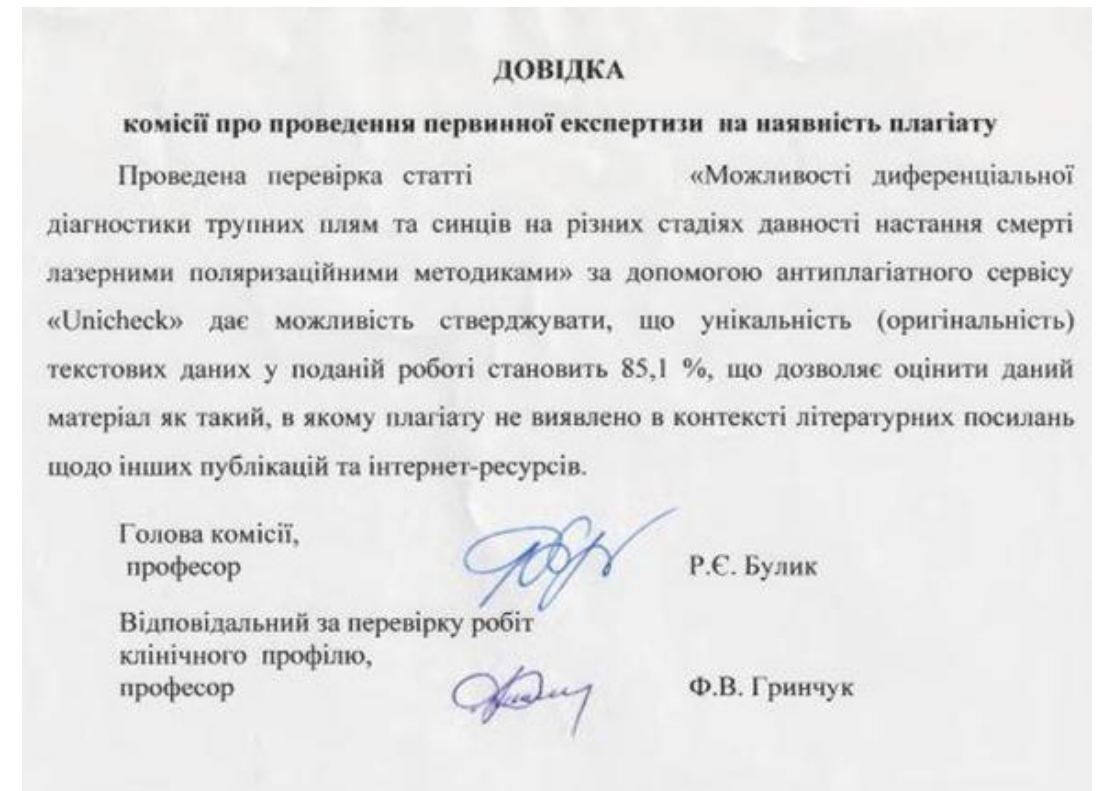 ДОВІДКА
комісії про проведення первинної експертизи на наявність плагіату
Проведена перевірка статті «Можливості диференціальної
діагностики трупних плям та синців на різних стадіях давності настання смерті
лазерними поляризаційними методиками» за допомогою антиплагіатного сервісу
«Unicheck» дає можливість стверджувати, що унікальність (оригінальність)
текстових даних у поданій роботі становить 85,1 %, що дозволяє оцінити даний
матеріал як такий, в якому плагіату не виявлено в контексті літературних посилань
щодо інших публікацій та інтернет-ресурсів.
Голова комісії,
професор Р.Є. Булик
Відповідальний за перевірку робіт
клінічного профілю,
професор Ф.В. Гринчук